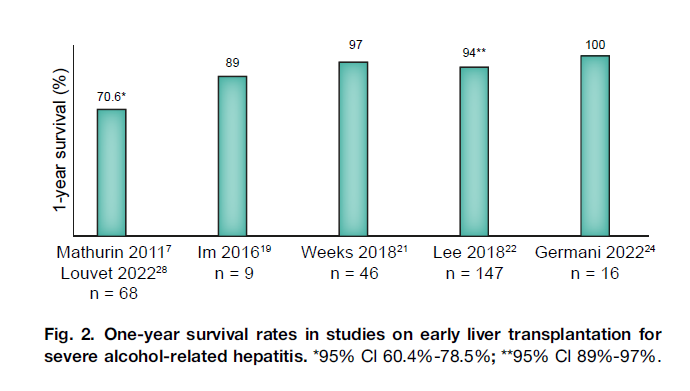 1-year survival (%)
70.6*
89
97
94**
100
Mathurin 2011⁷
Louvet 2022²⁸
n = 68
Im 2016¹⁹
n = 9
Weeks 2018²¹
n = 46
Lee 2018²²
n = 147
Germani 2022²⁴
n = 16
Fig. 2. One-year survival rates in studies on early liver transplantation for
severe alcohol-related hepatitis. *95% CI 60.4%-78.5%; **95% CI 89%-97%.